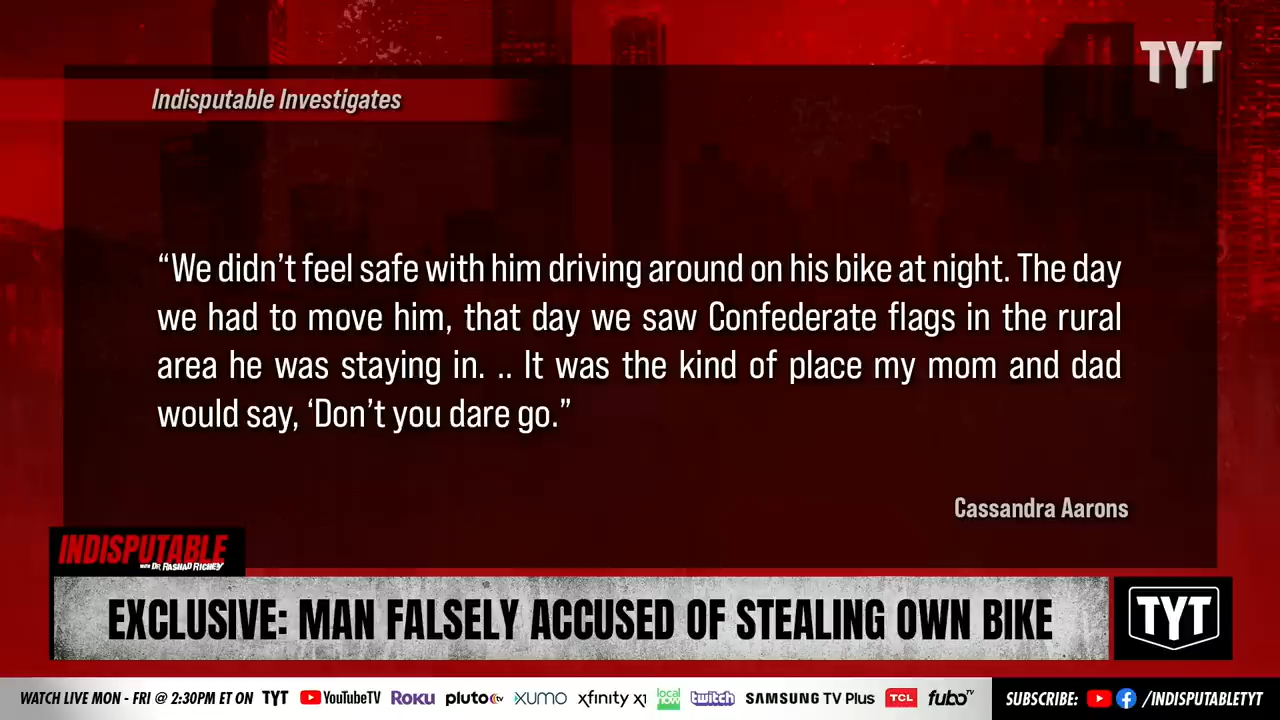 TYT
Indisputable Investigates
“We didn’t feel safe with him driving around on his bike at night. The day
we had to move him, that day we saw Confederate flags in the rural
area he was staying in. .. It was the kind of place my mom and dad
would say, ‘Don’t you dare go.”
Cassandra Aarons
INDISPUTABLE
WITH DR. RASHAD RICHEY
EXCLUSIVE: MAN FALSELY ACCUSED OF STEALING OWN BIKE
TYT
WATCH LIVE MON - FRI @ 2:30PM ET ON TYT YouTubeTV ROKU pluto tv XUMO xfinity x1 local now twitch SAMSUNG TV Plus TCL fubo TV SUBSCRIBE: /INDISPUTABLETYT